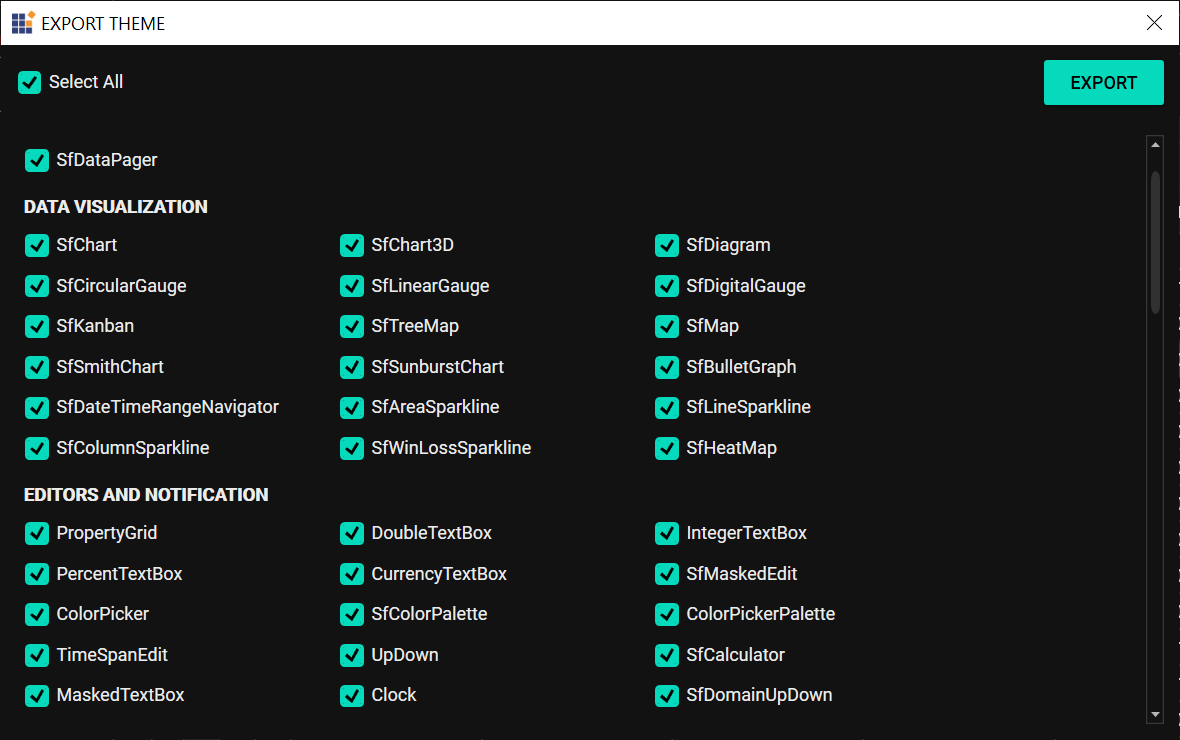 EXPORT THEME
Select All
EXPORT
SfDataPager
DATA VISUALIZATION
SfChart SfChart3D SfDiagram
SfCircularGauge SfLinearGauge SfDigitalGauge
SfKanban SfTreeMap SfMap
SfSmithChart SfSunburstChart SfBulletGraph
SfDateTimeRangeNavigator SfAreaSparkline SfLineSparkline
SfColumnSparkline SfWinLossSparkline SfHeatMap
EDITORS AND NOTIFICATION
PropertyGrid DoubleTextBox IntegerTextBox
PercentTextBox CurrencyTextBox SfMaskedEdit
ColorPicker SfColorPalette ColorPickerPalette
TimeSpanEdit UpDown SfCalculator
MaskedTextBox Clock SfDomainUpDown